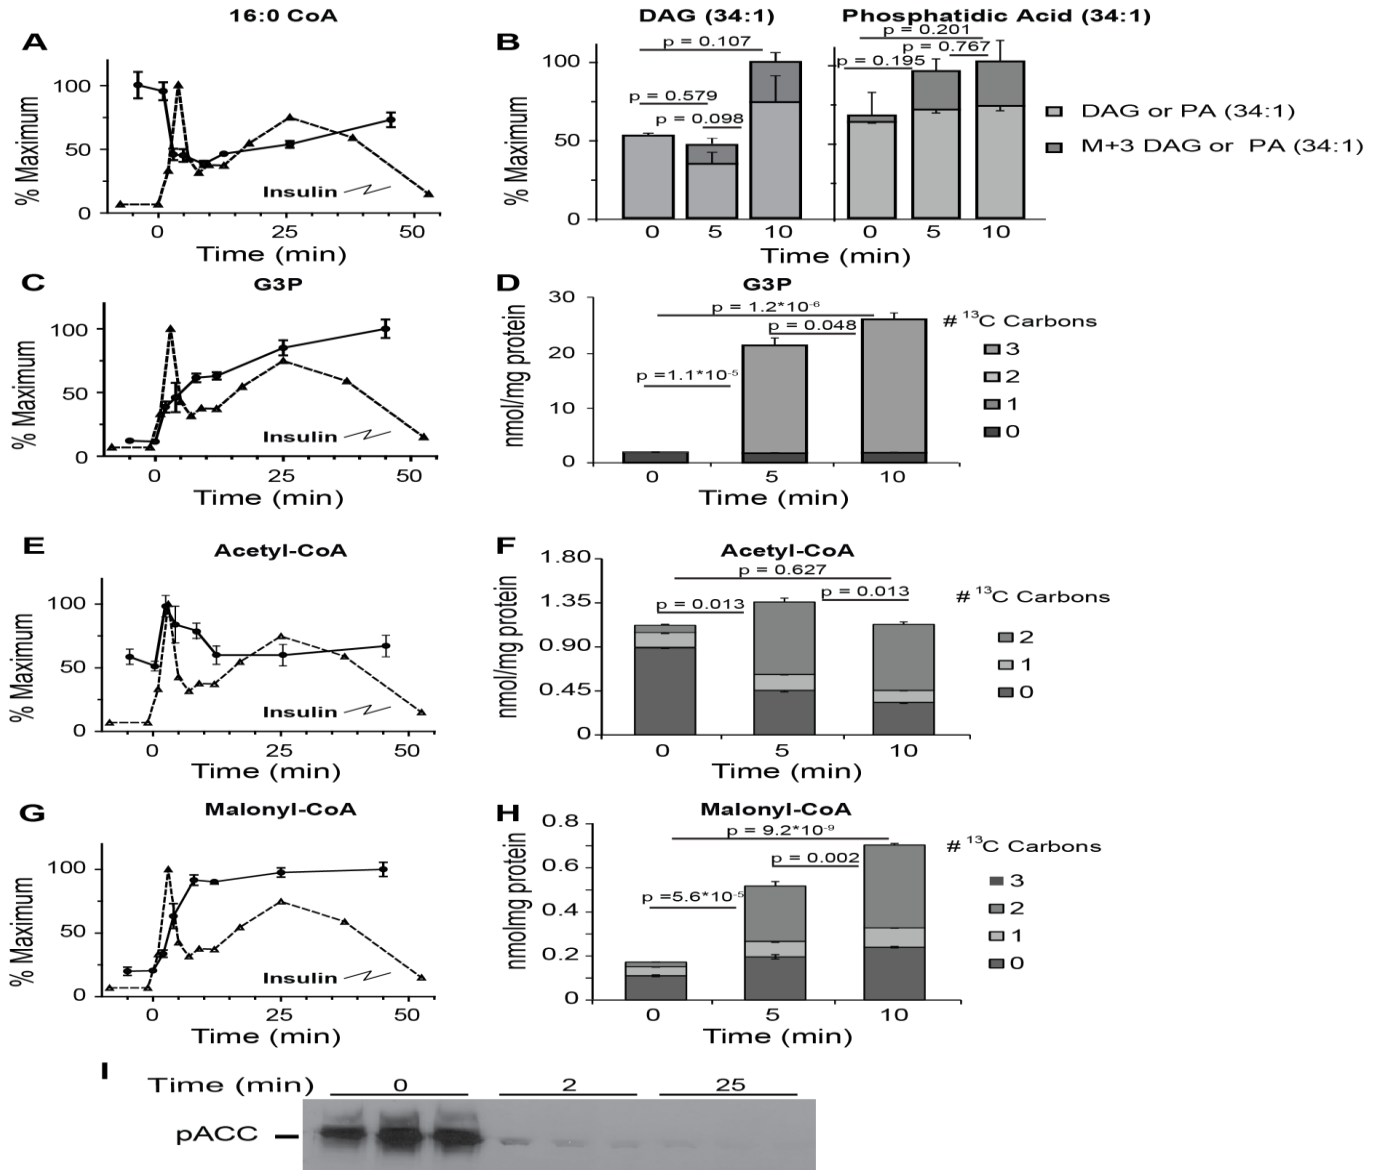 A
16:0 CoA
100
50
0
% Maximum
Insulin
0 25 50
Time (min)
B
DAG (34:1)
Phosphatidic Acid (34:1)
p = 0.107
p = 0.579
p = 0.098
p = 0.201
p = 0.767
p = 0.195
100
50
0
% Maximum
0 5 10 0 5 10
Time (min)
DAG or PA (34:1)
M+3 DAG or PA (34:1)
C
G3P
100
50
0
% Maximum
Insulin
0 25 50
Time (min)
D
G3P
30
20
10
0
nmol/mg protein
p = 1.2*10-6
p = 0.048
p =1.1*10-5
0 5 10
Time (min)
# 13C Carbons
3
2
1
0
E
Acetyl-CoA
100
50
0
% Maximum
Insulin
0 25 50
Time (min)
F
Acetyl-CoA
1.80
1.35
0.90
0.45
0
nmol/mg protein
p = 0.627
p = 0.013
p = 0.013
0 5 10
Time (min)
# 13C Carbons
2
1
0
G
Malonyl-CoA
100
50
0
% Maximum
Insulin
0 25 50
Time (min)
H
Malonyl-CoA
0.8
0.6
0.4
0.2
0
nmolmg protein
p = 9.2*10-9
p = 0.002
p =5.6*10-5
0 5 10
Time (min)
# 13C Carbons
3
2
1
0
I
Time (min) 0 2 25
pACC